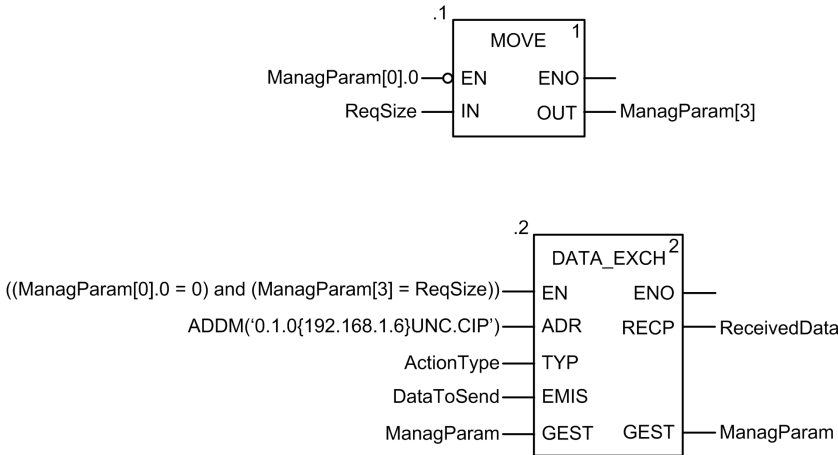 .1
MOVE 1
ManagParam[0].0 EN ENO
ReqSize IN OUT ManagParam[3]
.2
DATA_EXCH 2
((ManagParam[0].0 = 0) and (ManagParam[3] = ReqSize)) EN ENO
ADDM(‘0.1.0{192.168.1.6}UNC.CIP’) ADR RECP ReceivedData
ActionType TYP
DataToSend EMIS
ManagParam GEST GEST ManagParam